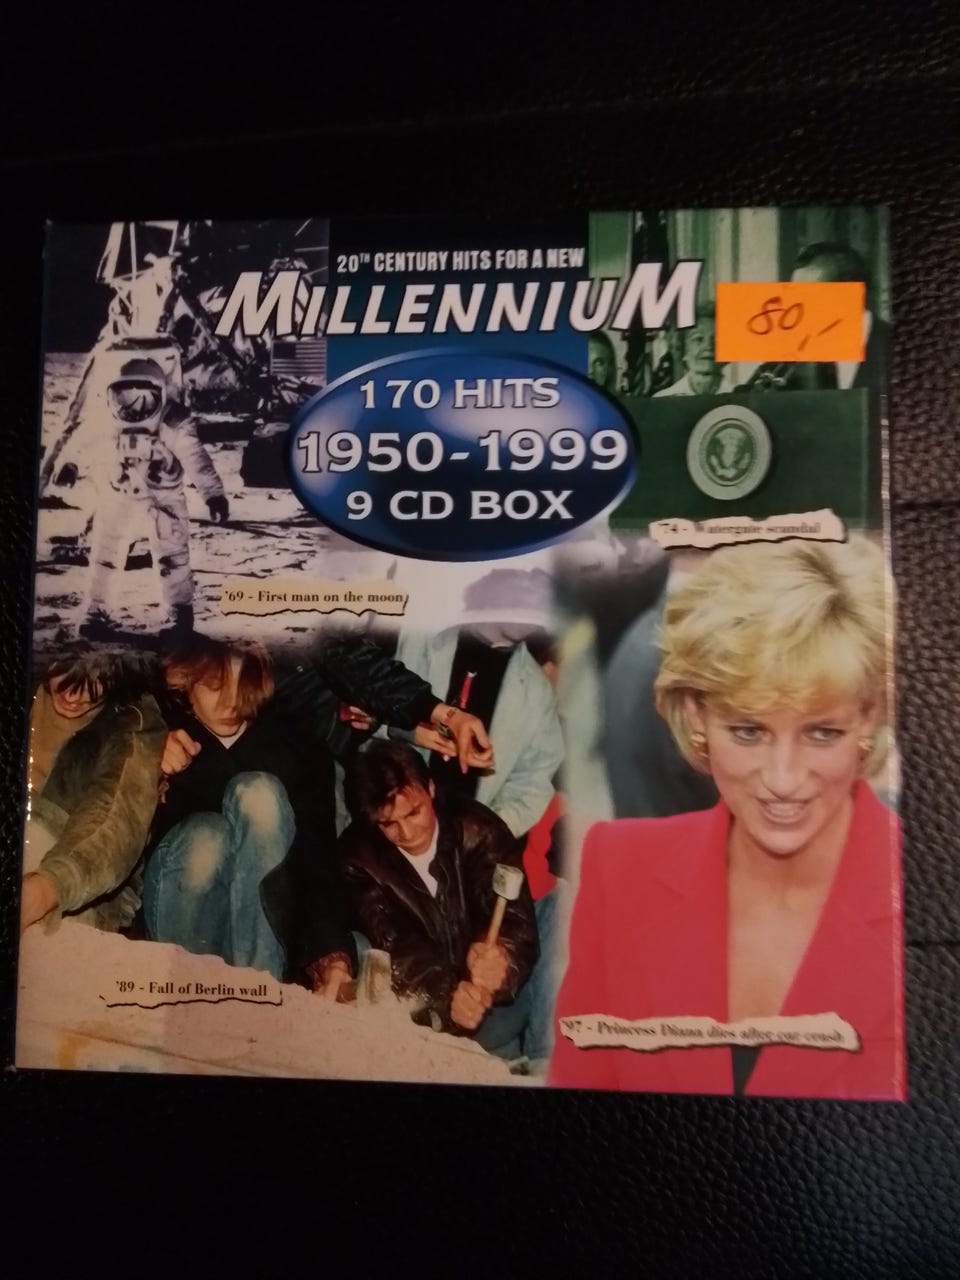 20TH CENTURY HITS FOR A NEW
MILLENNIUM
80,-
170 HITS
1950-1999
9 CD BOX
'74 - Watergate scandal
'69 - First man on the moon
'89 - Fall of Berlin wall
'97 - Princess Diana dies after car crash